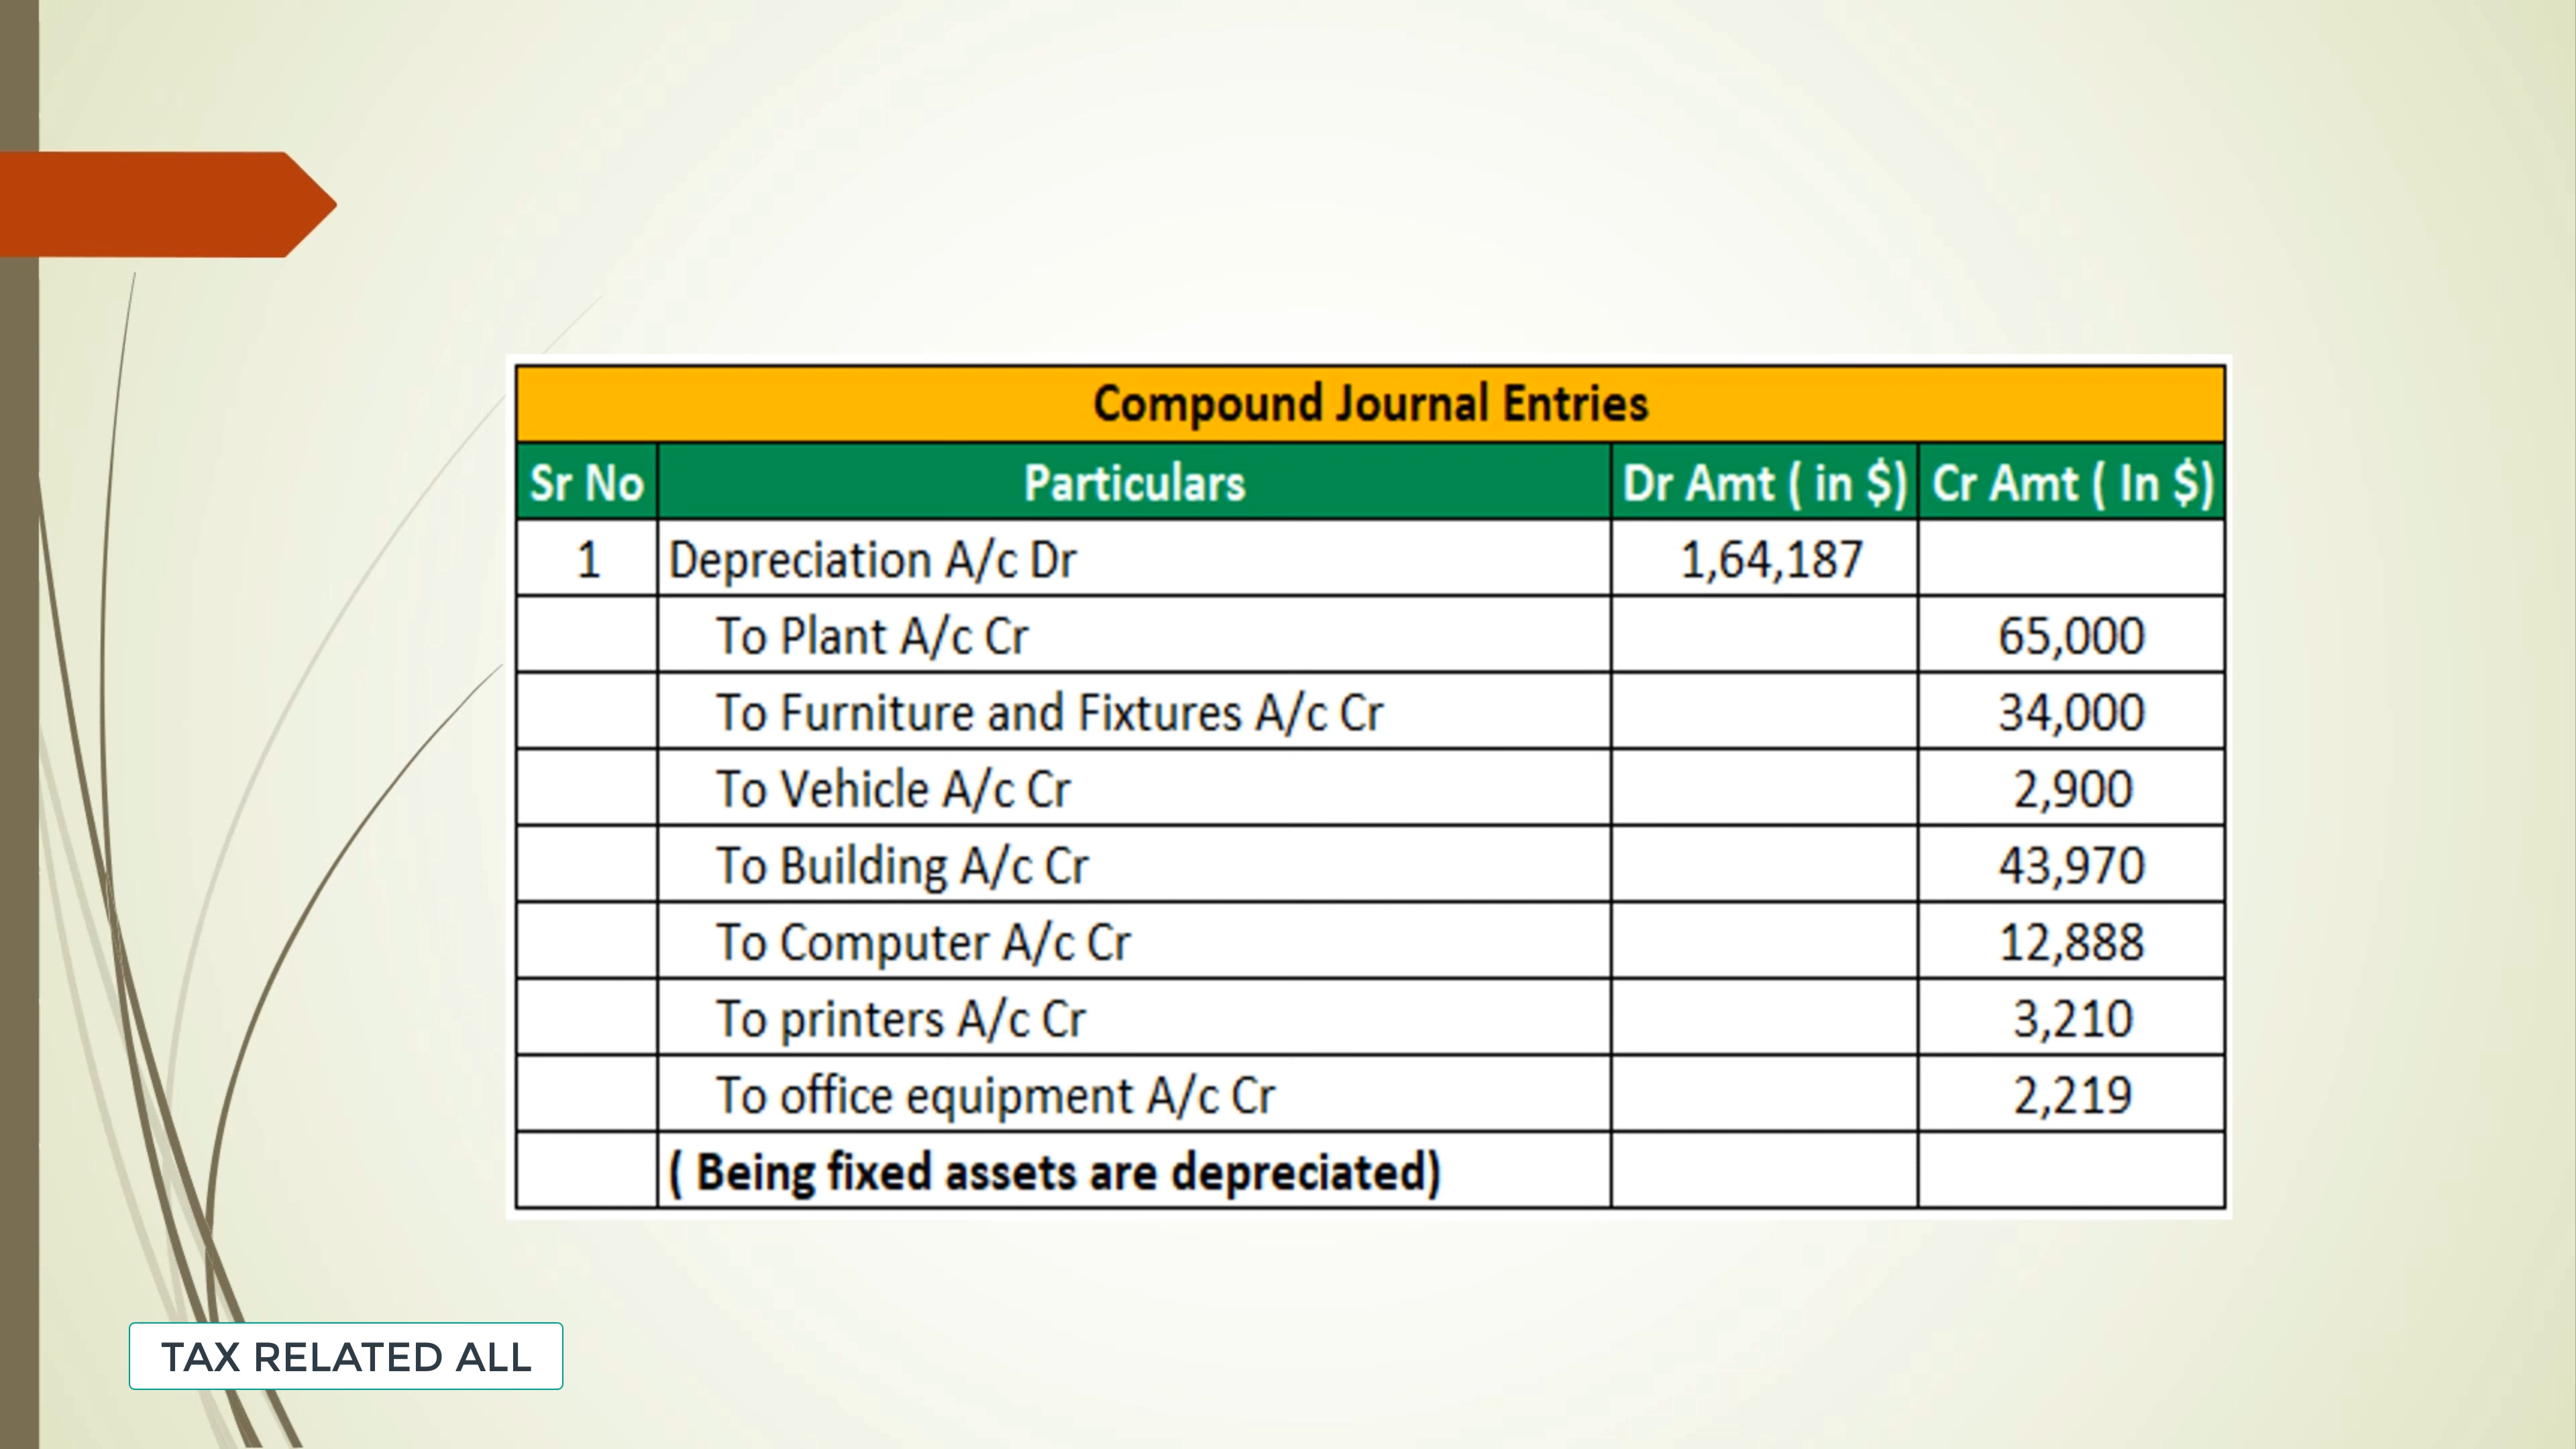 Compound Journal Entries
Sr No Particulars Dr Amt ( in $) Cr Amt ( In $)
1 Depreciation A/c Dr 1,64,187
To Plant A/c Cr 65,000
To Furniture and Fixtures A/c Cr 34,000
To Vehicle A/c Cr 2,900
To Building A/c Cr 43,970
To Computer A/c Cr 12,888
To printers A/c Cr 3,210
To office equipment A/c Cr 2,219
( Being fixed assets are depreciated)
TAX RELATED ALL